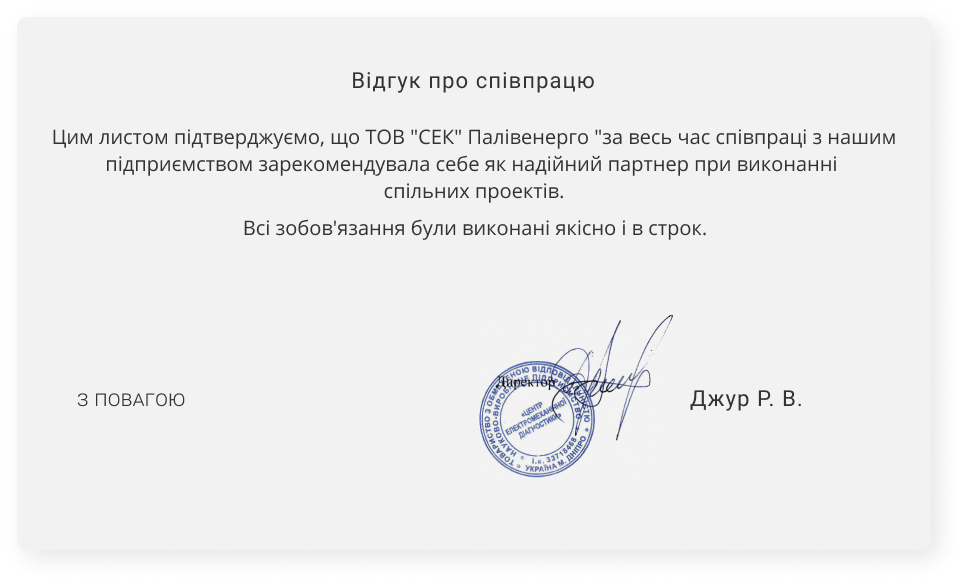 Відгук про співпрацю
Цим листом підтверджуємо, що ТОВ "СЕК" Палівенерго "за весь час співпраці з нашим
підприємством зарекомендувала себе як надійний партнер при виконанні
спільних проектів.
Всі зобов'язання були виконані якісно і в строк.
З ПОВАГОЮ
Директор
ТОВАРИСТВО З ОБМЕЖЕНОЮ ВІДПОВІДАЛЬНІСТЮ
НАУКОВО-ВИРОБНИЧЕ ПІДПРИЄМСТВО
«ЦЕНТР
ЕЛЕКТРОМЕХАНІЧНОЇ
ДІАГНОСТИКИ»
і.к. 33718468
УКРАЇНА М. ДНІПРО
Джур Р. В.